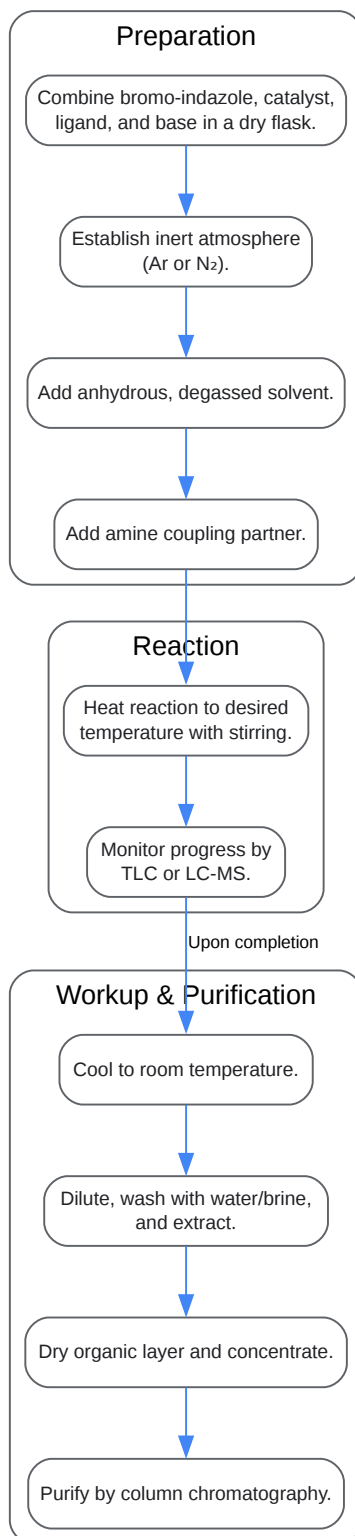 Preparation
Combine bromo-indazole, catalyst,
ligand, and base in a dry flask.
Establish inert atmosphere
(Ar or N₂).
Add anhydrous, degassed solvent.
Add amine coupling partner.
Reaction
Heat reaction to desired
temperature with stirring.
Monitor progress by
TLC or LC-MS.
Upon completion
Workup & Purification
Cool to room temperature.
Dilute, wash with water/brine,
and extract.
Dry organic layer and concentrate.
Purify by column chromatography.